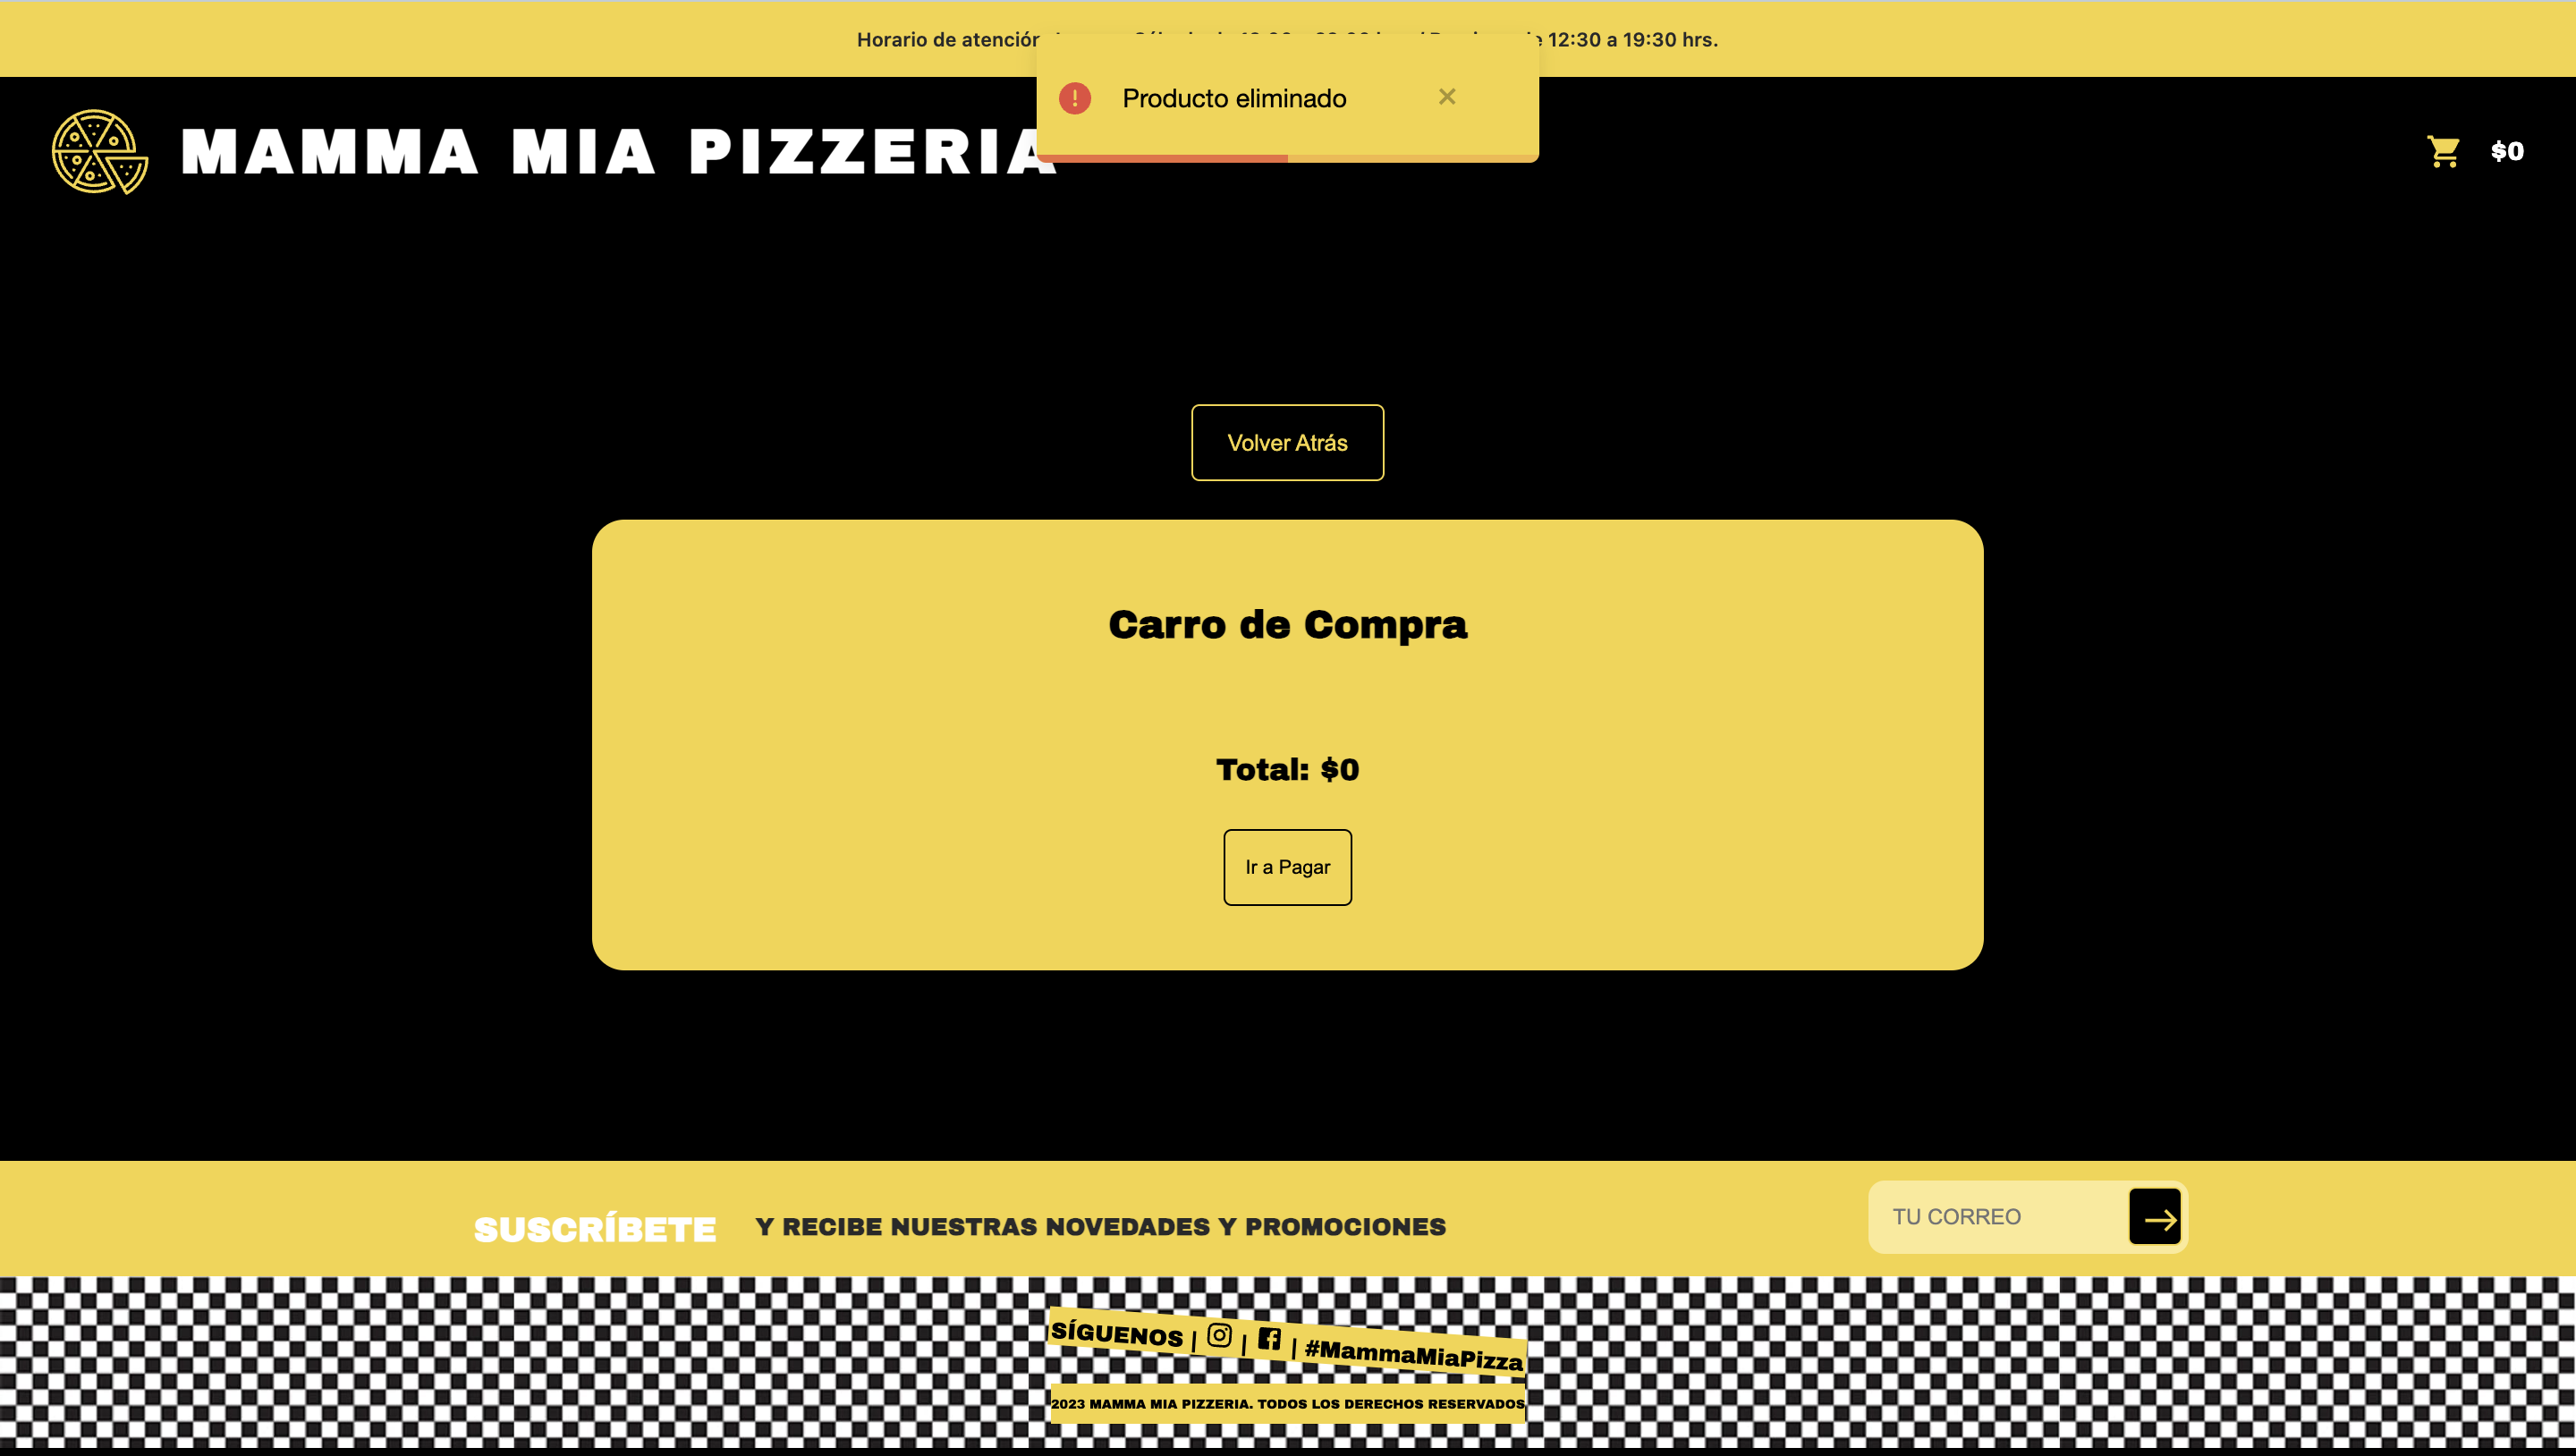 Horario de atención de 12:30 a 19:30 hrs.
Producto eliminado
MAMMA MIA PIZZERIA
$0
Volver Atrás
Carro de Compra
Total: $0
Ir a Pagar
SUSCRÍBETE Y RECIBE NUESTRAS NOVEDADES Y PROMOCIONES
TU CORREO
SÍGUENOS | | | #MammaMiaPizza
2023 MAMMA MIA PIZZERIA. TODOS LOS DERECHOS RESERVADOS